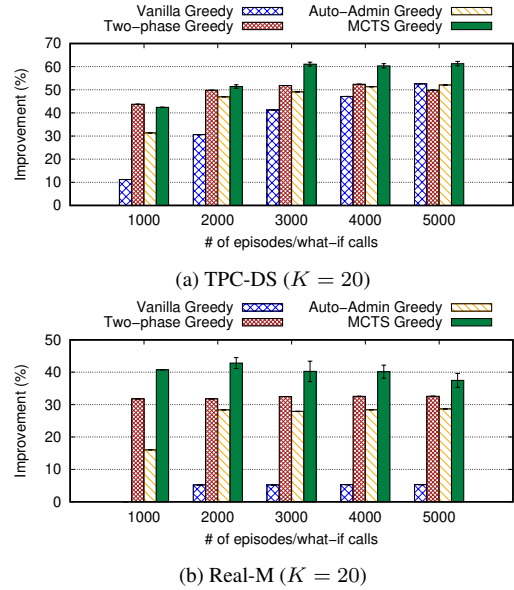 Vanilla Greedy Auto-Admin Greedy
Two-phase Greedy MCTS Greedy
70
60
50
40
30
20
10
0
Improvement (%)
1000 2000 3000 4000 5000
# of episodes/what-if calls
(a) TPC-DS (K = 20)
Vanilla Greedy Auto-Admin Greedy
Two-phase Greedy MCTS Greedy
50
40
30
20
10
0
Improvement (%)
1000 2000 3000 4000 5000
# of episodes/what-if calls
(b) Real-M (K = 20)